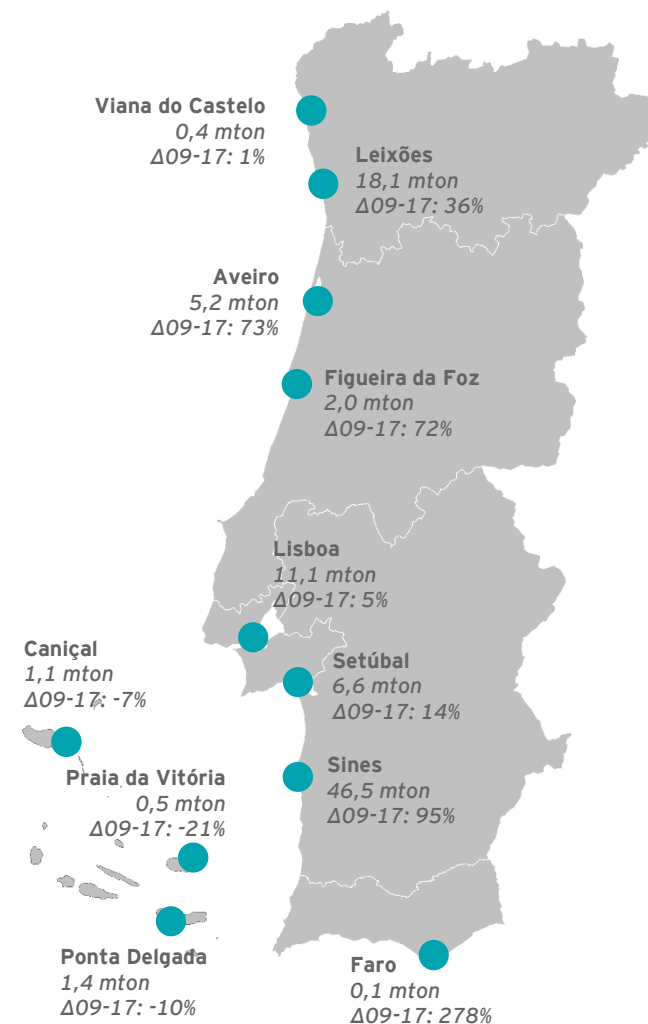 Viana do Castelo
0,4 mton
Δ09-17: 1%
Leixões
18,1 mton
Δ09-17: 36%
Aveiro
5,2 mton
Δ09-17: 73%
Figueira da Foz
2,0 mton
Δ09-17: 72%
Lisboa
11,1 mton
Δ09-17: 5%
Caniçal
1,1 mton
Δ09-17: -7%
Setúbal
6,6 mton
Δ09-17: 14%
Sines
46,5 mton
Δ09-17: 95%
Praia da Vitória
0,5 mton
Δ09-17: -21%
Ponta Delgada
1,4 mton
Δ09-17: -10%
Faro
0,1 mton
Δ09-17: 278%